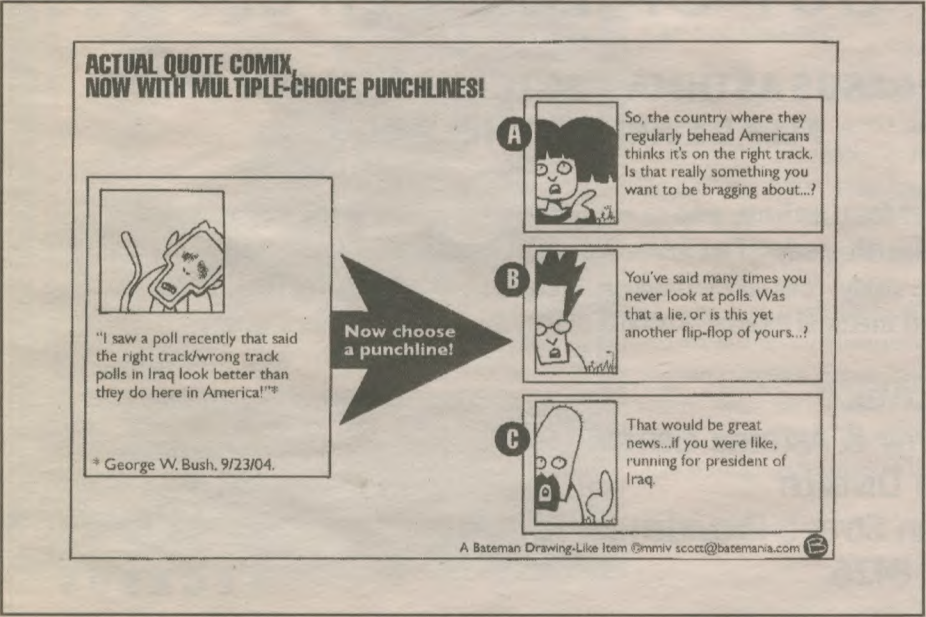 ACTUAL QUOTE COMIX,
NOW WITH MULTIPLE-CHOICE PUNCHLINES!
"I saw a poll recently that said
the right track/wrong track
polls in Iraq look better than
they do here in America!"*
* George W. Bush, 9/23/04.
Now choose
a punchline!
A
So, the country where they
regularly behead Americans
thinks it's on the right track.
Is that really something you
want to be bragging about...?
B
You've said many times you
never look at polls. Was
that a lie, or is this yet
another flip-flop of yours...?
C
That would be great
news...if you were like,
running for president of
Iraq.
A Bateman Drawing-Like Item ©mmiv scott@batemania.com B